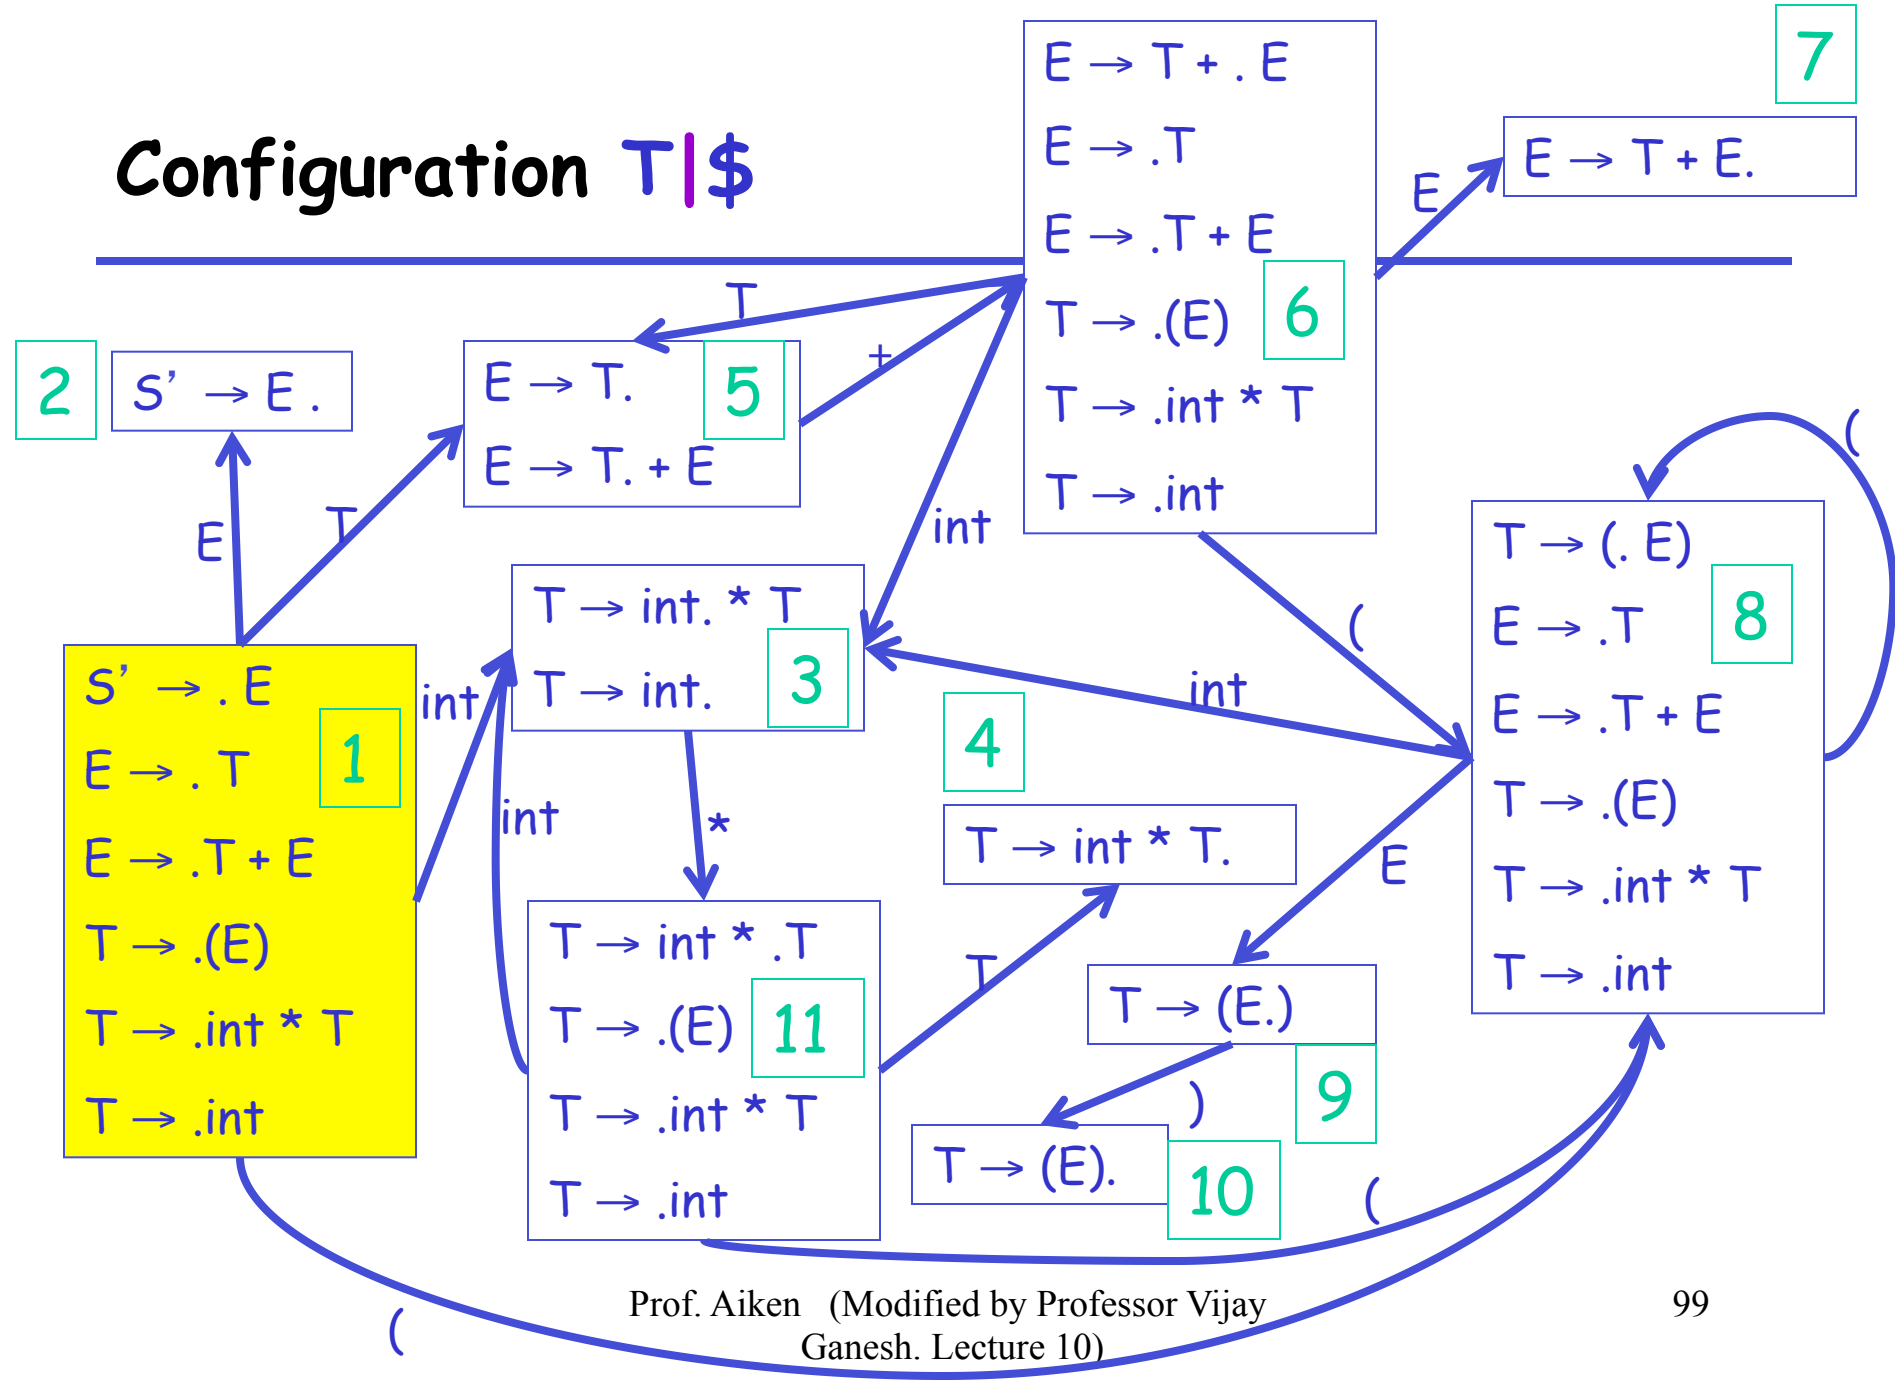 Configuration T|$
E → T + . E
E → .T
E → .T + E
T → .(E)
T → .int * T
T → .int
6
7
E → T + E.
E
T
+
2
S’ → E .
E → T.
E → T. + E
5
E
T
int
(
(
T → int. * T
T → int.
3
int
int
S’ → . E
E → . T
E → .T + E
T → .(E)
T → .int * T
T → .int
1
T → (. E)
E → .T
E → .T + E
T → .(E)
T → .int * T
T → .int
8
int
*
4
T → int * T.
E
T → int * .T
T → .(E)
T → .int * T
T → .int
11
T
T → (E.)
9
)
T → (E).
10
(
(
Prof. Aiken (Modified by Professor Vijay
Ganesh. Lecture 10)
99